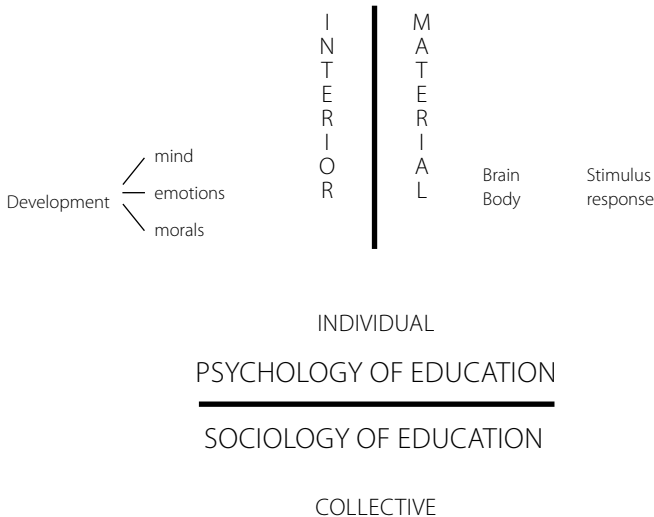 INTERIOR
MATERIAL
Development
mind
emotions
morals
Brain
Body
Stimulus
response
INDIVIDUAL
PSYCHOLOGY OF EDUCATION
SOCIOLOGY OF EDUCATION
COLLECTIVE